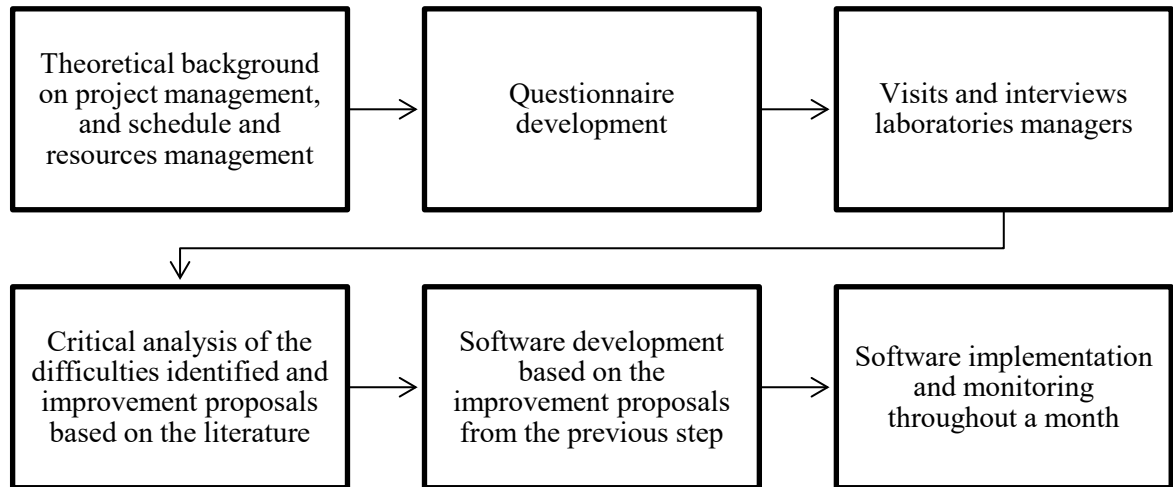 Theoretical background
on project management,
and schedule and
resources management
Questionnaire
development
Visits and interviews
laboratories managers
Critical analysis of the
difficulties identified and
improvement proposals
based on the literature
Software development
based on the
improvement proposals
from the previous step
Software implementation
and monitoring
throughout a month